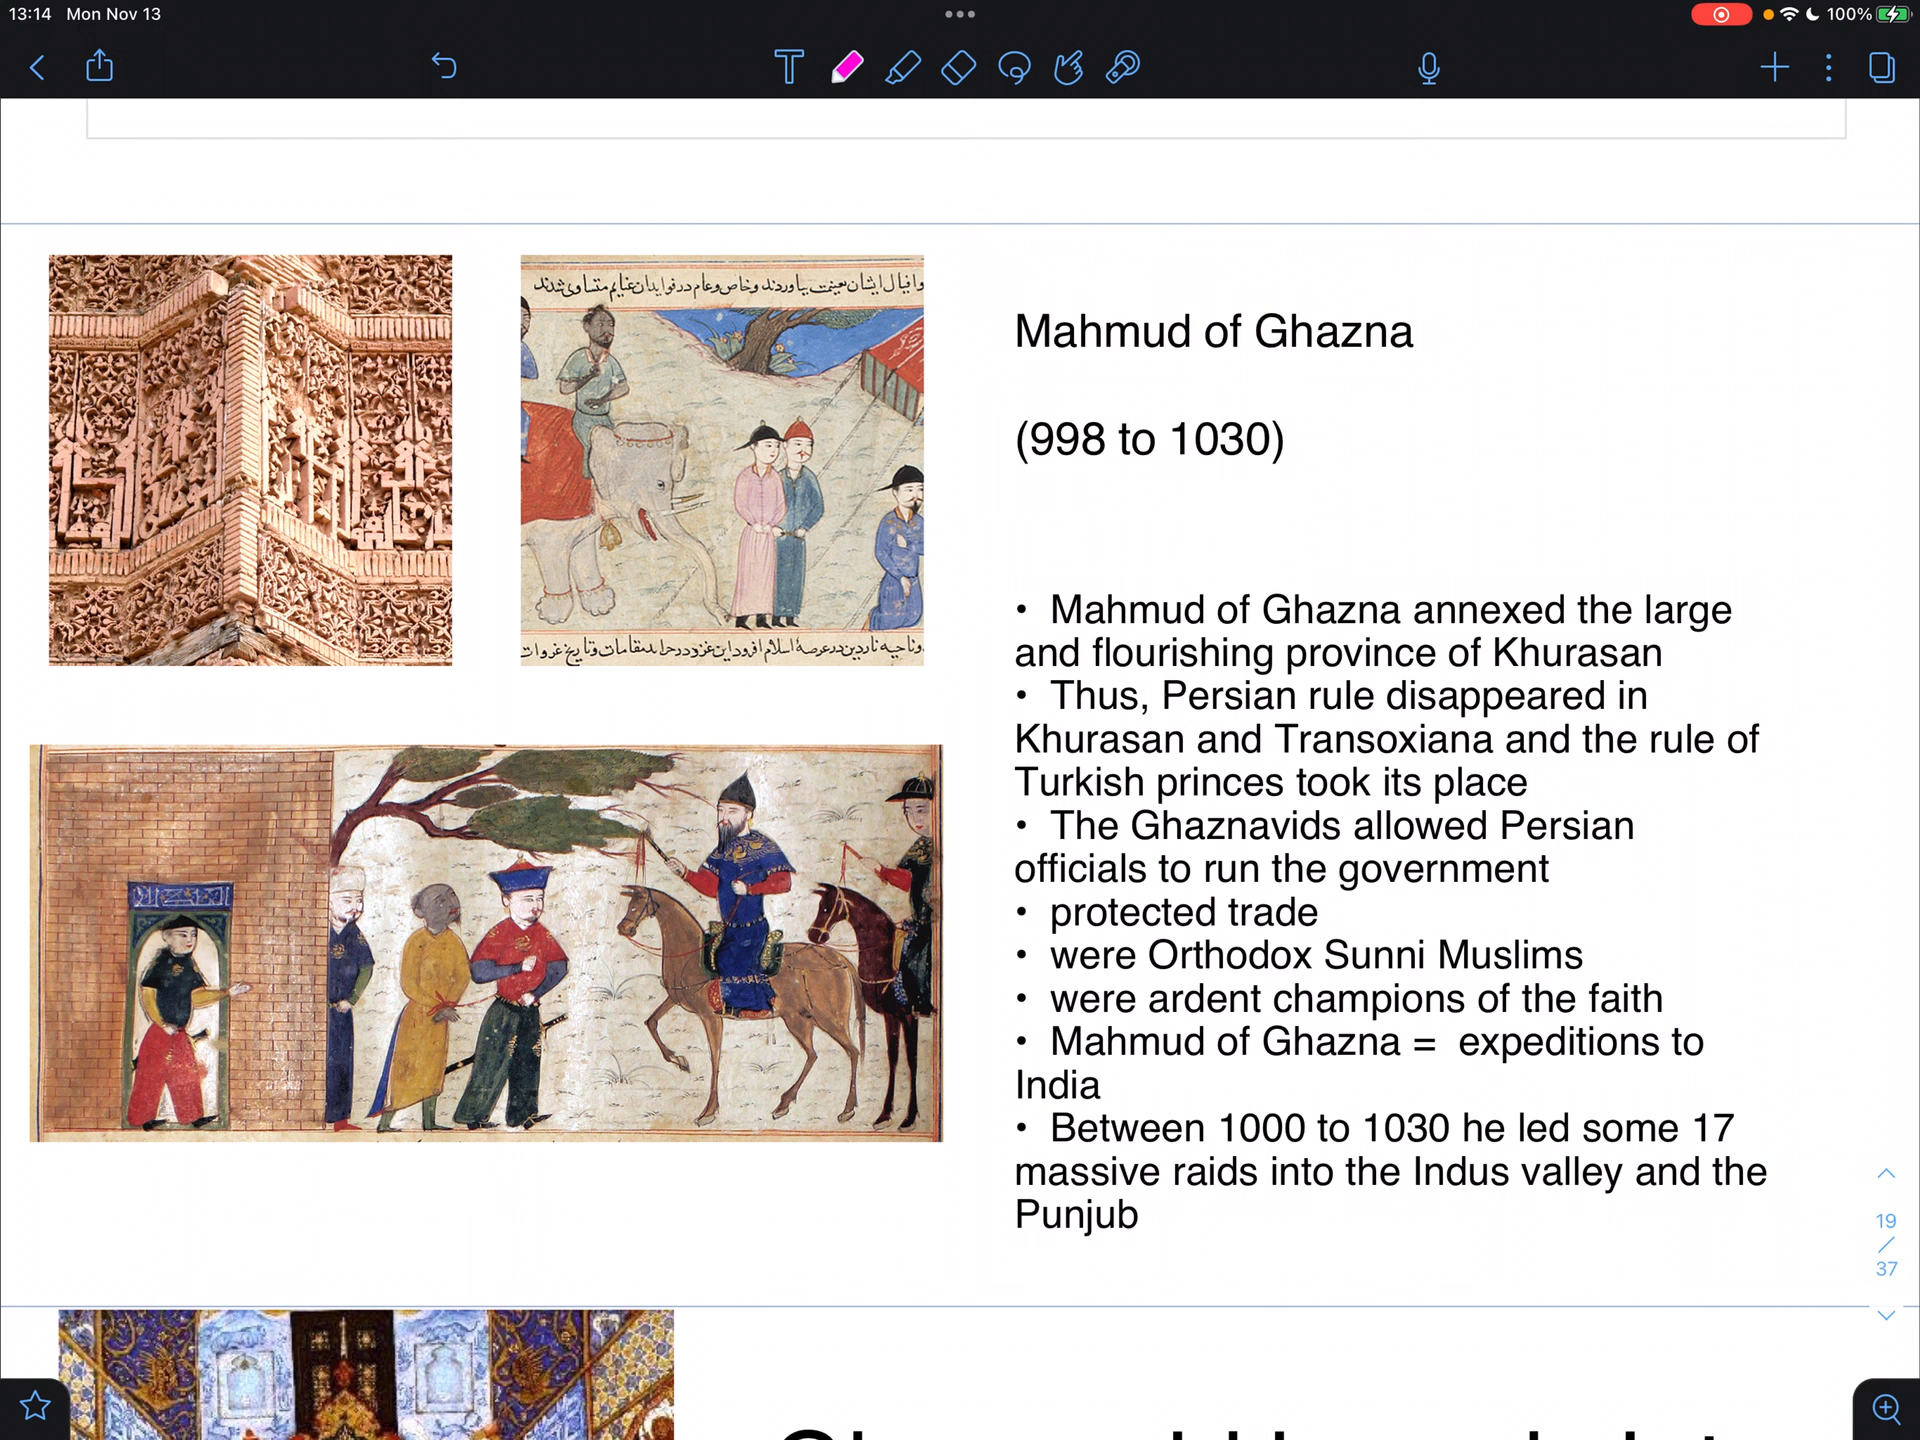 13:14 Mon Nov 13
100%
Mahmud of Ghazna
(998 to 1030)
• Mahmud of Ghazna annexed the large
and flourishing province of Khurasan
• Thus, Persian rule disappeared in
Khurasan and Transoxiana and the rule of
Turkish princes took its place
• The Ghaznavids allowed Persian
officials to run the government
• protected trade
• were Orthodox Sunni Muslims
• were ardent champions of the faith
• Mahmud of Ghazna = expeditions to
India
• Between 1000 to 1030 he led some 17
massive raids into the Indus valley and the
Punjub
19
/
37